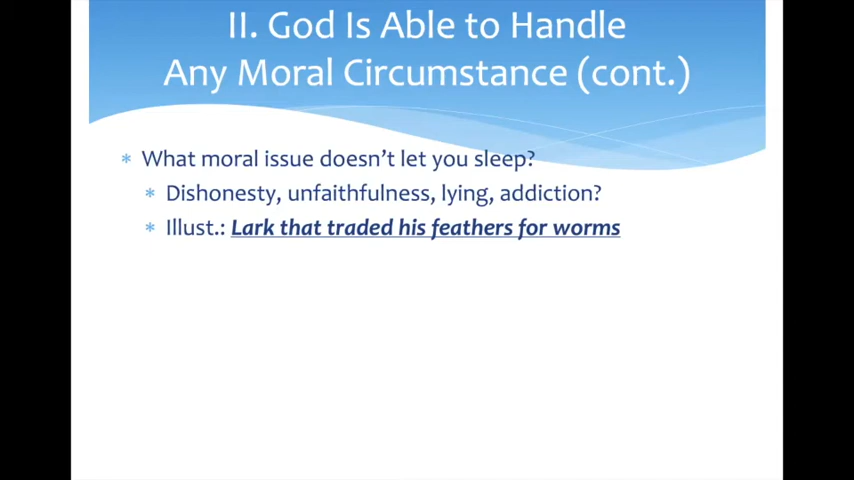 II. God Is Able to Handle
Any Moral Circumstance (cont.)
* What moral issue doesn’t let you sleep?
* Dishonesty, unfaithfulness, lying, addiction?
* Illust.: Lark that traded his feathers for worms